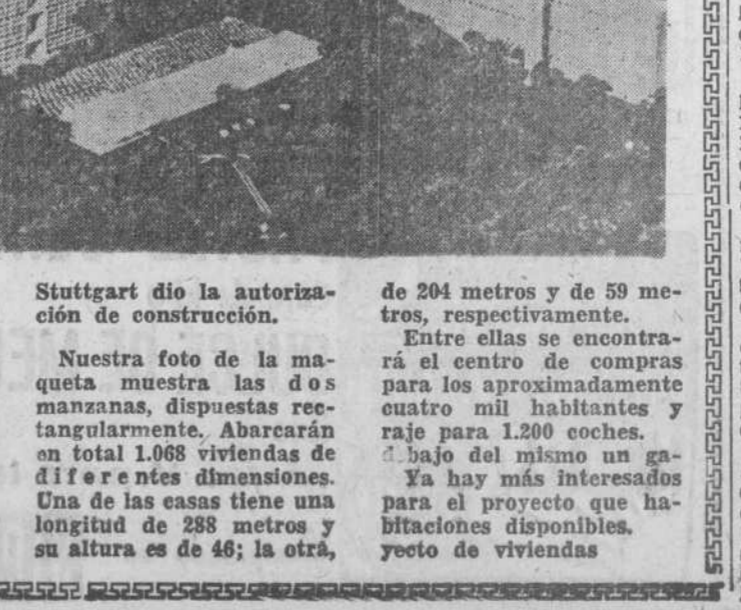 Stuttgart dio la autoriza-
ción de construcción.
Nuestra foto de la ma-
queta muestra las dos
manzanas, dispuestas rec-
tangularmente. Abarcarán
en total 1.068 viviendas de
diferentes dimensiones.
Una de las casas tiene una
longitud de 288 metros y
su altura es de 46; la otra,
de 204 metros y de 59 me-
tros, respectivamente.
Entre ellas se encontra-
rá el centro de compras
para los aproximadamente
cuatro mil habitantes y
raje para 1.200 coches.
debajo del mismo un ga-
Ya hay más interesados
para el proyecto que ha-
bitaciones disponibles.
yecto de viviendas